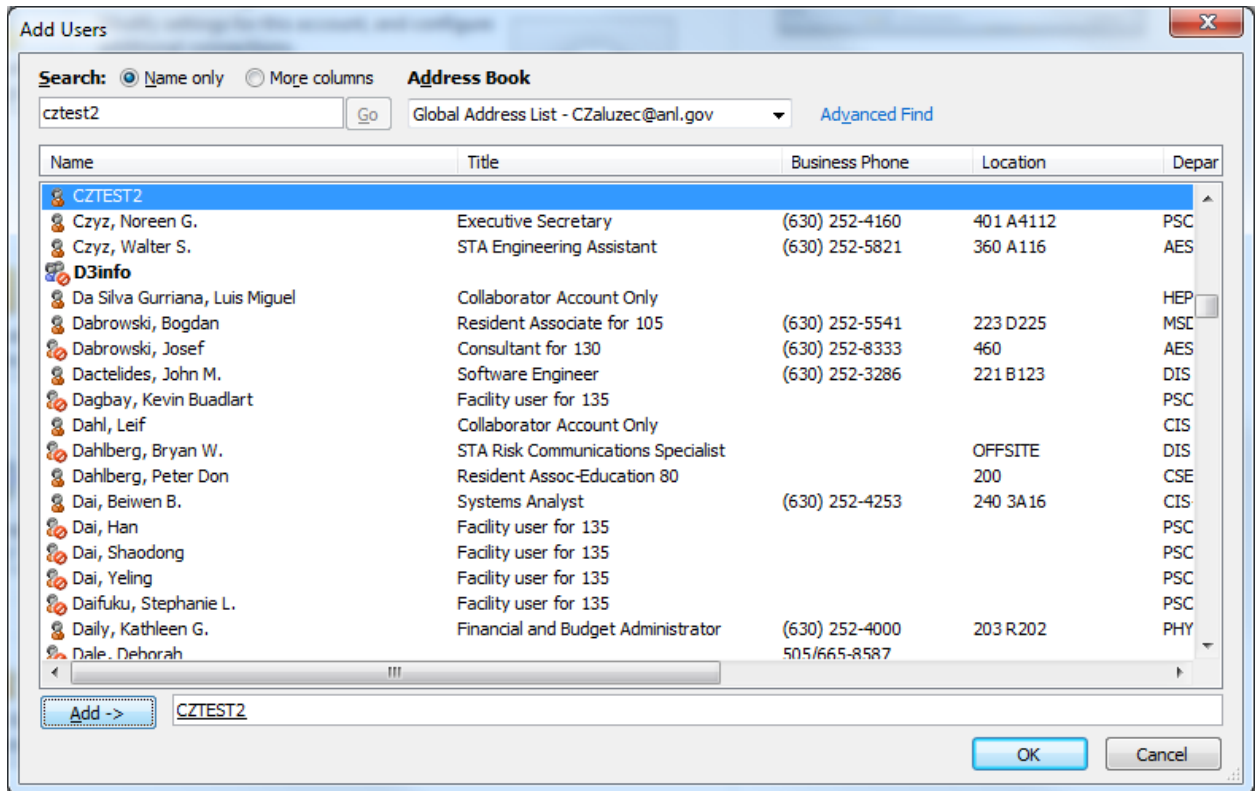 Add Users
Search: Name only More columns Address Book
cztest2 Go Global Address List - CZaluzec@anl.gov Advanced Find
Name Title Business Phone Location Depar
CZTEST2
Czyz, Noreen G. Executive Secretary (630) 252-4160 401 A4112 PSC
Czyz, Walter S. STA Engineering Assistant (630) 252-5821 360 A116 AES
D3info
Da Silva Gurriana, Luis Miguel Collaborator Account Only HEP
Dabrowski, Bogdan Resident Associate for 105 (630) 252-5541 223 D225 MSD
Dabrowski, Josef Consultant for 130 (630) 252-8333 460 AES
Dactelides, John M. Software Engineer (630) 252-3286 221 B123 DIS
Dagbay, Kevin Buadlart Facility user for 135 PSC
Dahl, Leif Collaborator Account Only CIS
Dahlberg, Bryan W. STA Risk Communications Specialist OFFSITE DIS
Dahlberg, Peter Don Resident Assoc-Education 80 200 CSE
Dai, Beiwen B. Systems Analyst (630) 252-4253 240 3A16 CIS-
Dai, Han Facility user for 135 PSC
Dai, Shaodong Facility user for 135 PSC
Dai, Yeling Facility user for 135 PSC
Daifuku, Stephanie L. Facility user for 135 PSC
Daily, Kathleen G. Financial and Budget Administrator (630) 252-4000 203 R202 PHY
Dale, Deborah 505/665-8587
Add -> CZTEST2
OK Cancel